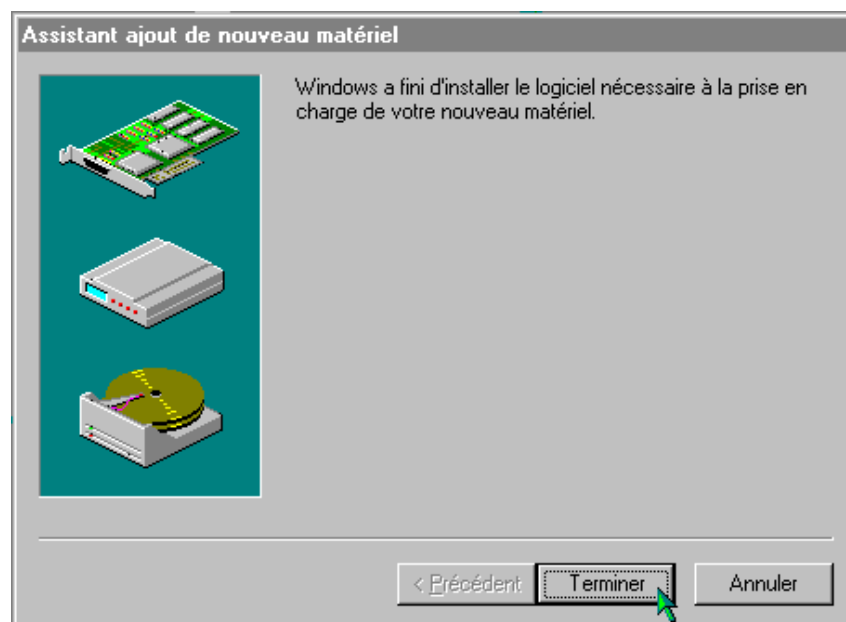 Assistant ajout de nouveau matériel
Windows a fini d'installer le logiciel nécessaire à la prise en
charge de votre nouveau matériel.
< Précédent
Terminer
Annuler